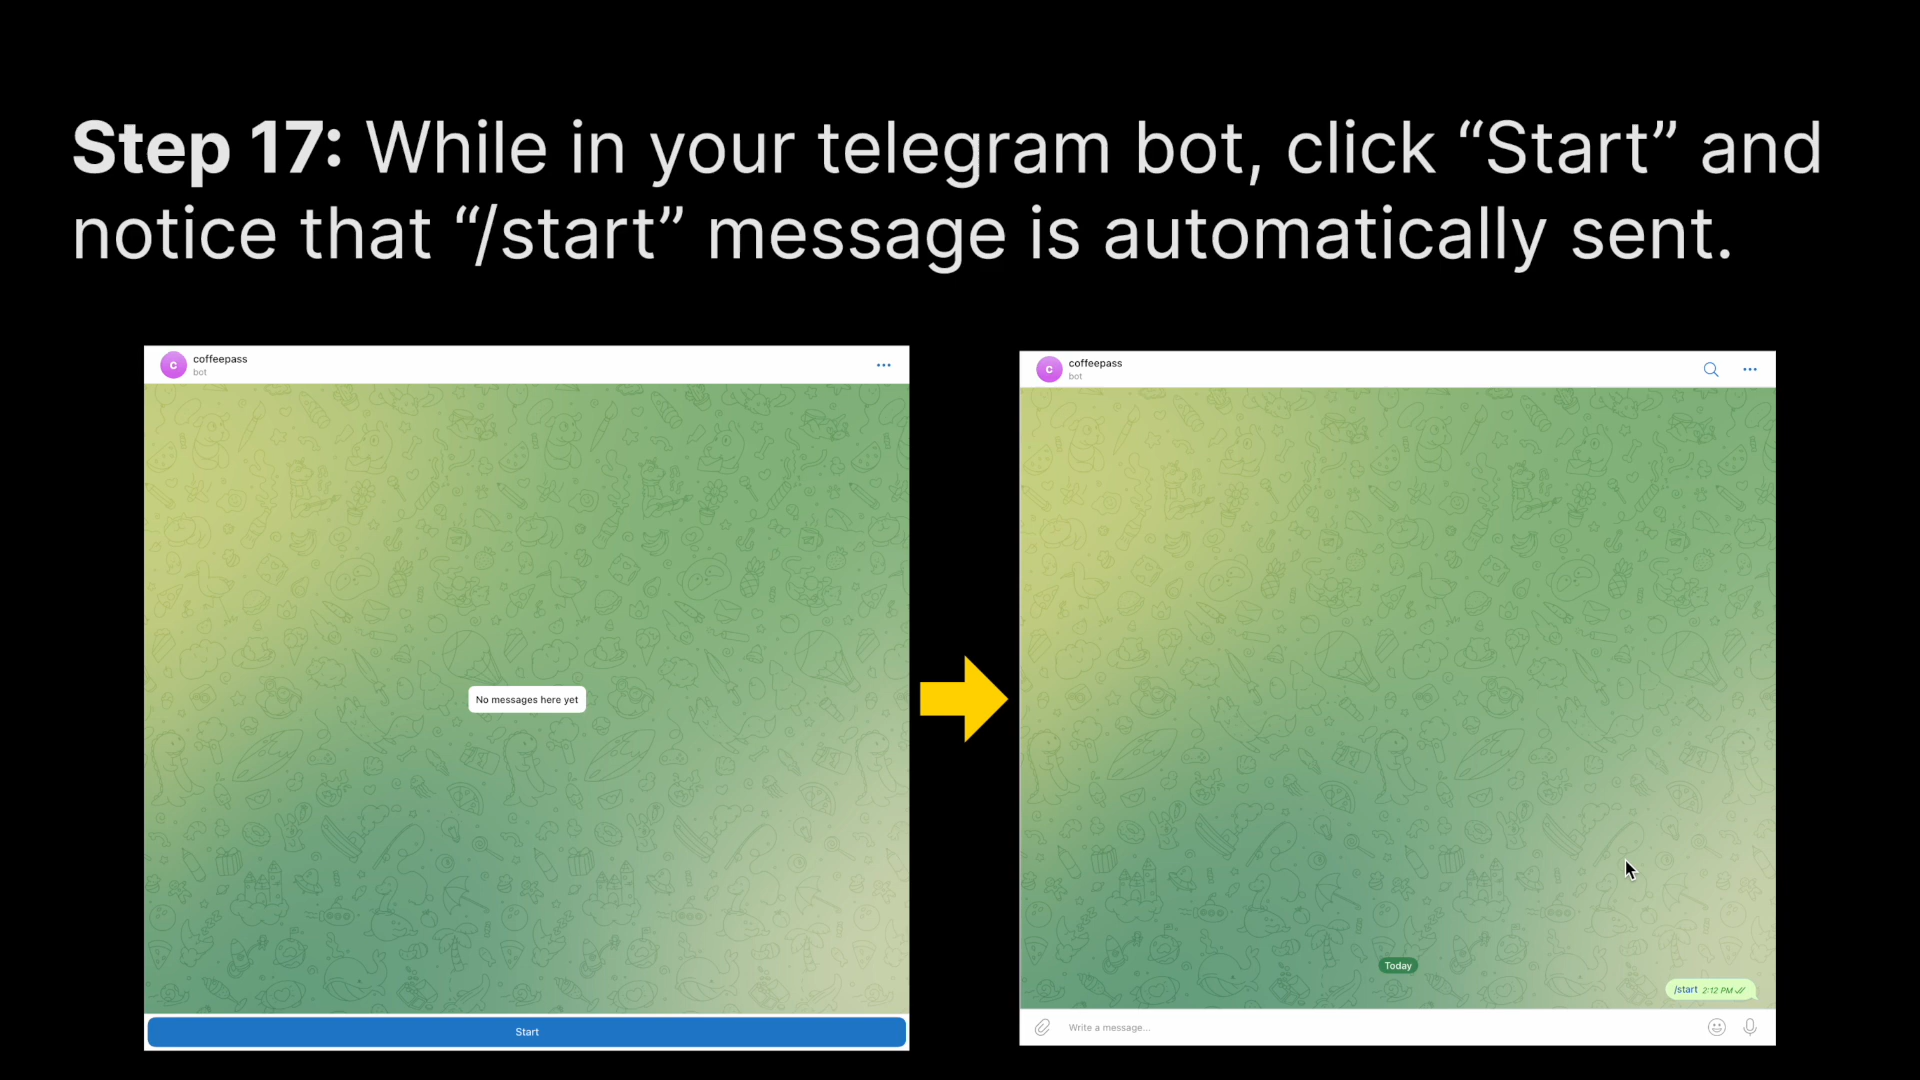 Step 17: While in your telegram bot, click “Start” and
notice that “/start” message is automatically sent.
C
coffeepass
bot
No messages here yet
Start
C
coffeepass
bot
Today
/start 2:12 PM
Write a message...